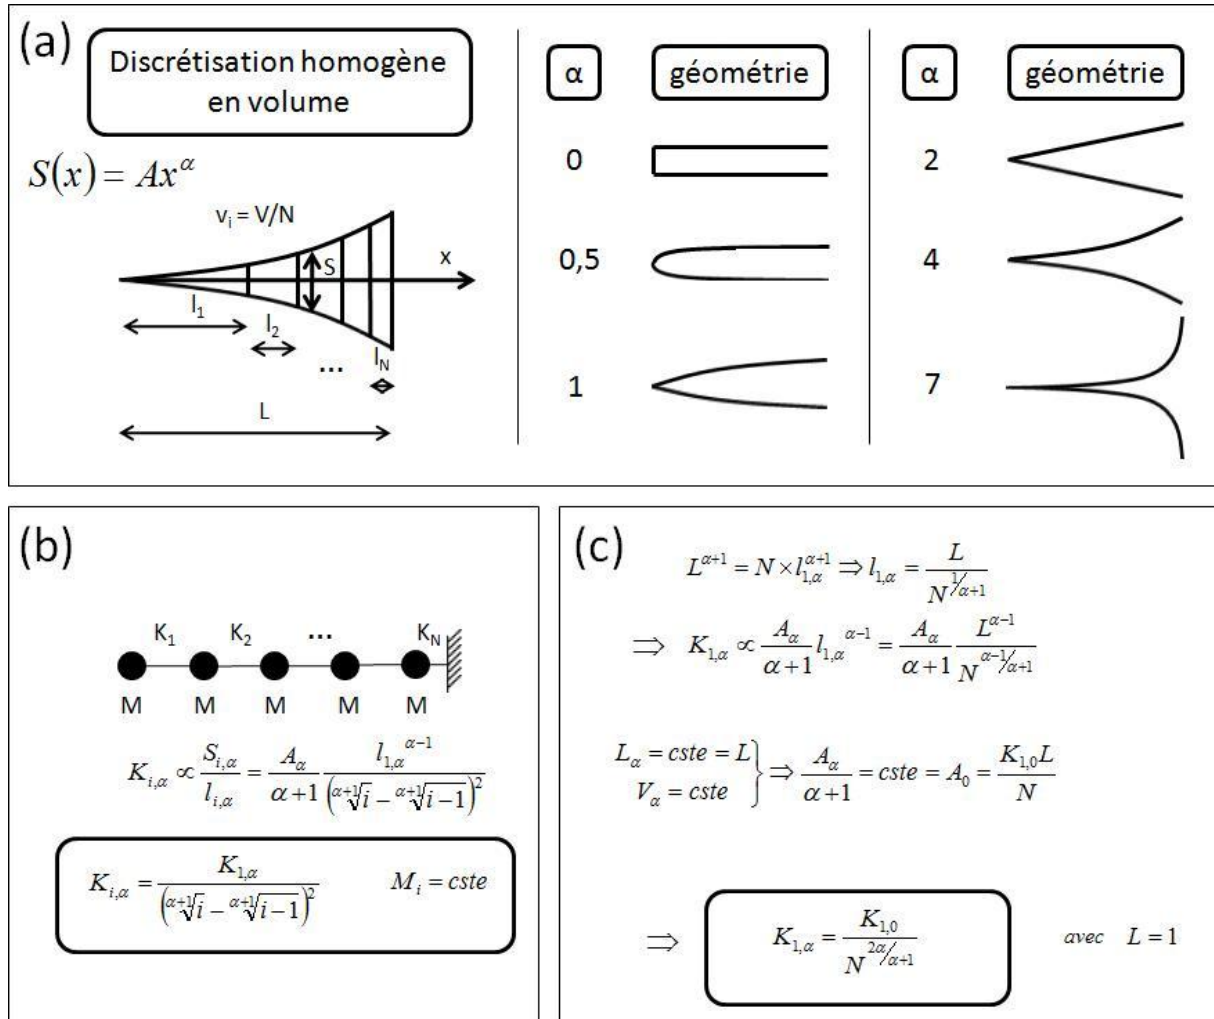 (a)
Discrétisation homogène
en volume
S(x) = Ax^α
v_i = V/N
S
x
l_1
l_2
...
l_N
L
α géométrie
0
0,5
1
α géométrie
2
4
7
(b)
K_1 K_2 ... K_N
M M M M M
K_{i,α} ∝ S_{i,α}/l_{i,α} = A_α/(α+1) l_{1,α}^{α-1}/(^{α+1}√i - ^{α+1}√(i-1))^2
K_{i,α} = K_{1,α}/(^{α+1}√i - ^{α+1}√(i-1))^2 M_i = cste
(c)
L^{α+1} = N × l_{1,α}^{α+1} ⇒ l_{1,α} = L/N^{1/α+1}
⇒ K_{1,α} ∝ A_α/(α+1) l_{1,α}^{α-1} = A_α/(α+1) L^{α-1}/N^{α-1/α+1}
L_α = cste = L
V_α = cste } ⇒ A_α/(α+1) = cste = A_0 = K_{1,0}L/N
⇒ K_{1,α} = K_{1,0}/N^{2α/α+1} avec L = 1